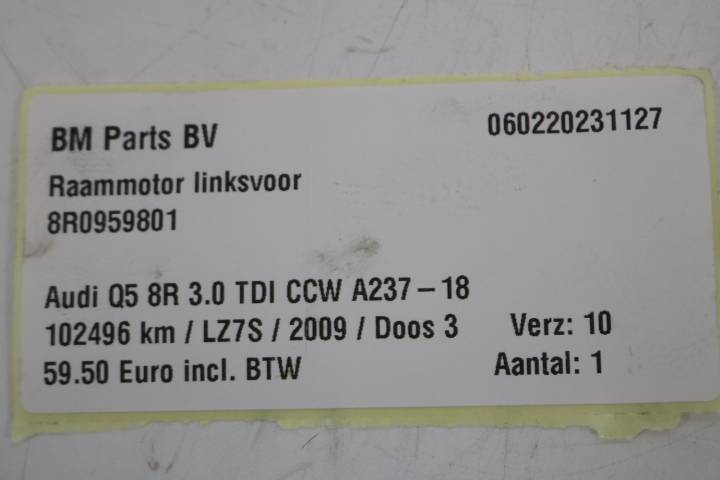 BM Parts BV 060220231127
Raammotor linksvoor
8R0959801
Audi Q5 8R 3.0 TDI CCW A237-18
102496 km / LZ7S / 2009 / Doos 3 Verz: 10
59.50 Euro incl. BTW Aantal: 1